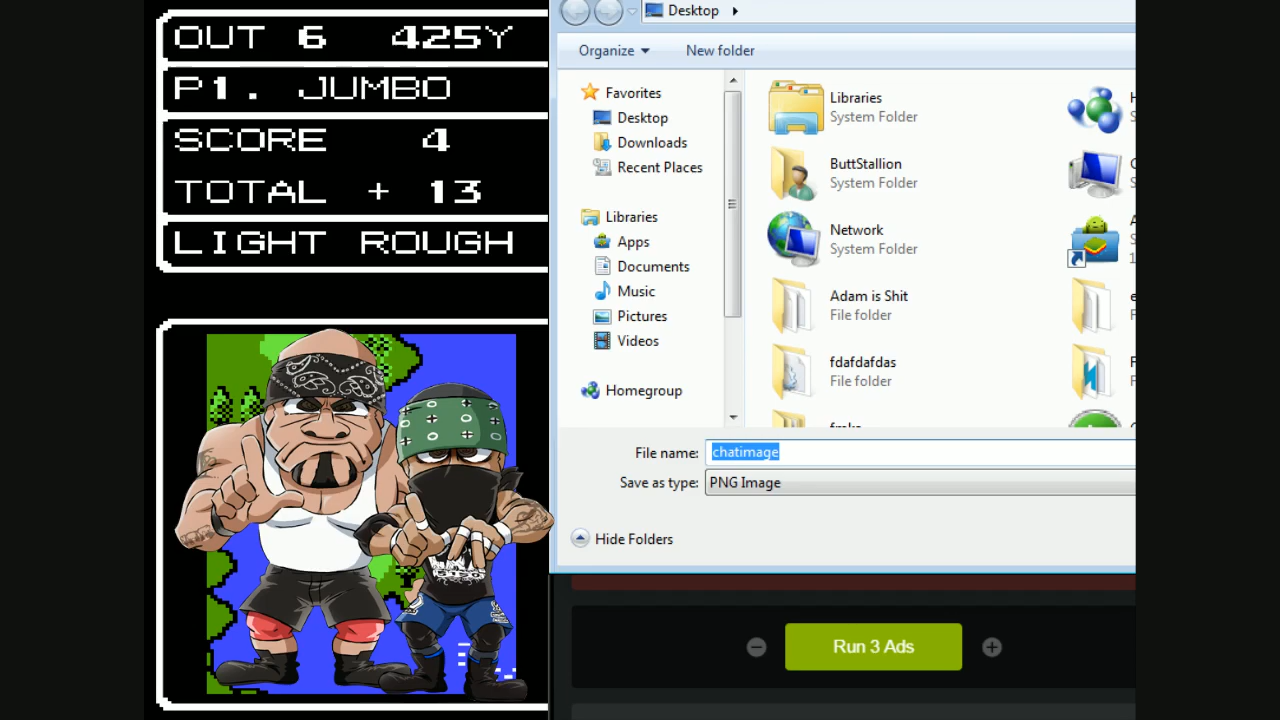 OUT 6 425Y
P1. JUMBO
SCORE 4
TOTAL + 13
LIGHT ROUGH
Desktop
Organize
New folder
Favorites
Desktop
Downloads
Recent Places
Libraries
Apps
Documents
Music
Pictures
Videos
Homegroup
Libraries
System Folder
ButtStallion
System Folder
Network
System Folder
Adam is Shit
File folder
fdafdafdas
File folder
File name: chatimage
Save as type: PNG Image
Hide Folders
Run 3 Ads